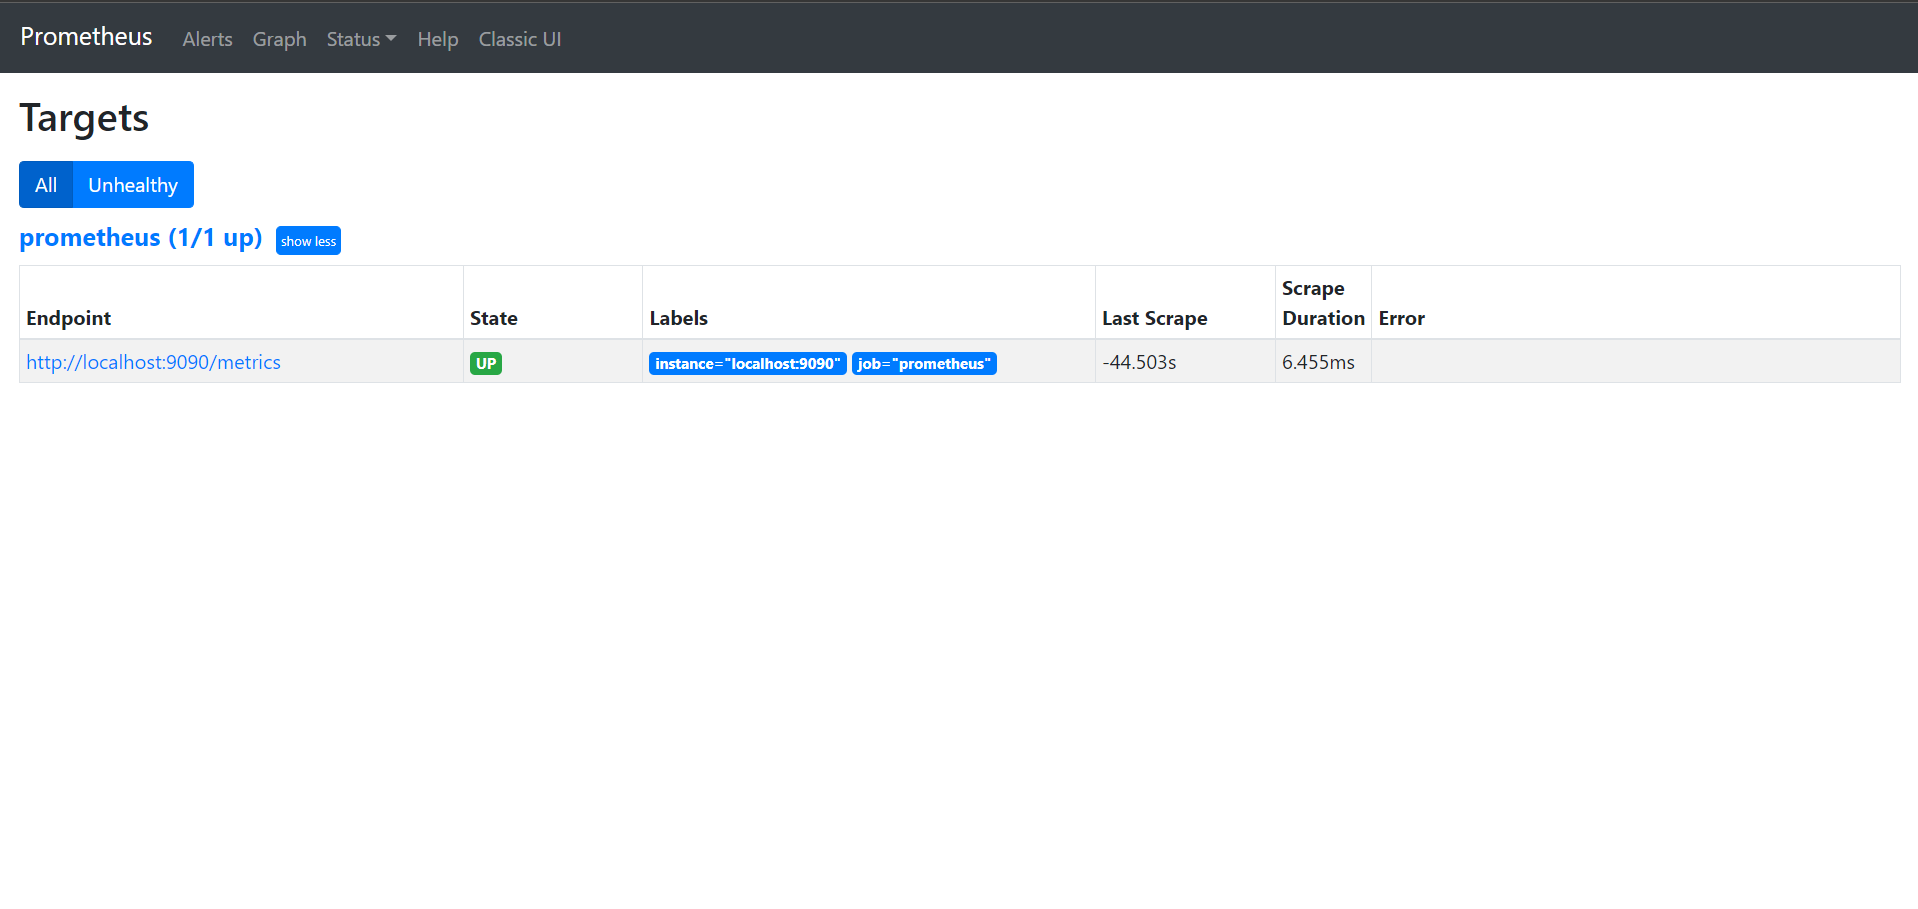 Prometheus Alerts Graph Status Help Classic UI
Targets
All Unhealthy
prometheus (1/1 up) show less
Endpoint State Labels Last Scrape Scrape Duration Error
http://localhost:9090/metrics UP instance="localhost:9090" job="prometheus" -44.503s 6.455ms